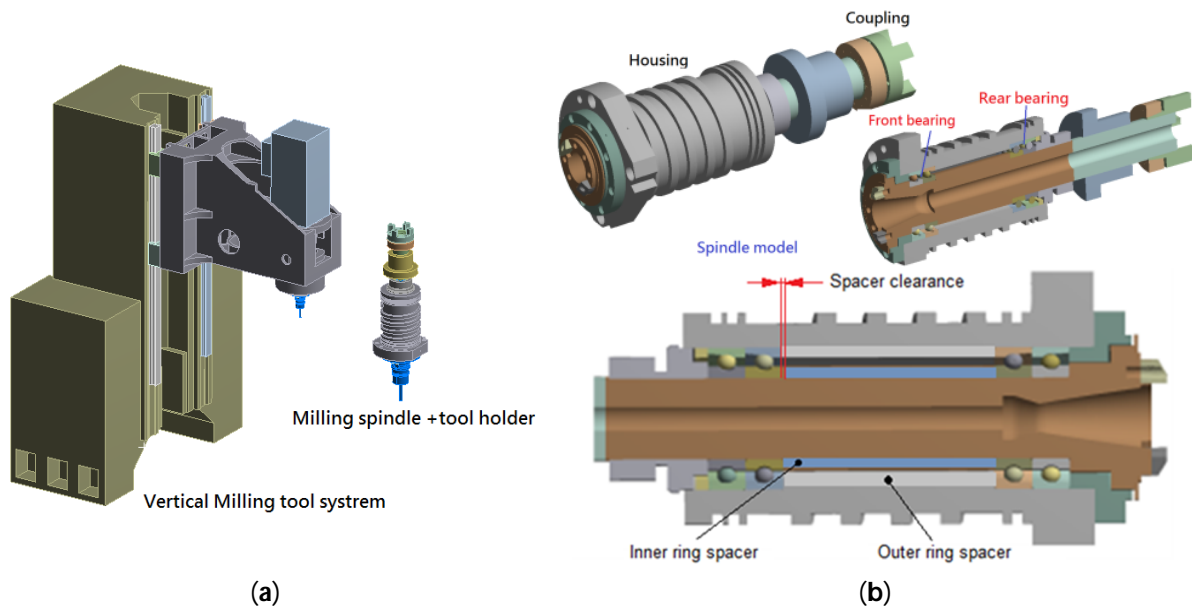 Coupling
Housing
Rear bearing
Front bearing
Spindle model
Spacer clearance
Milling spindle +tool holder
Vertical Milling tool systrem
Inner ring spacer
Outer ring spacer
(a)
(b)